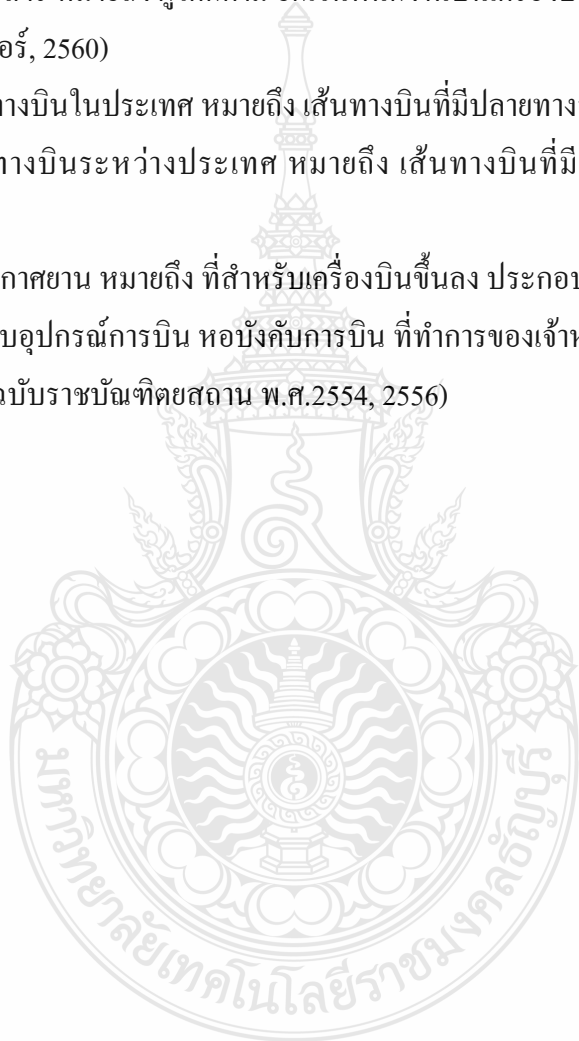 อร์, 2560)
ทางบินในประเทศ หมายถึง เส้นทางบินที่มีปลายทาง
ทางบินระหว่างประเทศ หมายถึง เส้นทางบินที่มี
กาศยาน หมายถึง ที่สำหรับเครื่องบินขึ้นลง ประกอบ
บอุปกรณ์การบิน หอบังคับการบิน ที่ทำการของเจ้าห
ฉบับราชบัณฑิตยสถาน พ.ศ.2554, 2556)
มหาวิทยาลัยเทคโนโลยีราชมงคลธัญบุรี